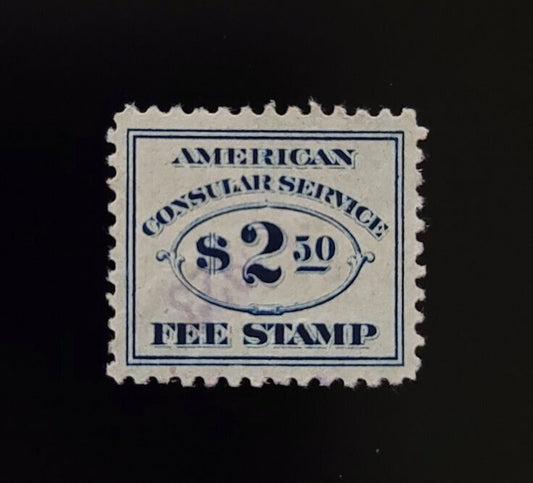 AMERICAN
CONSULAR SERVICE
$2.50
FEE STAMP